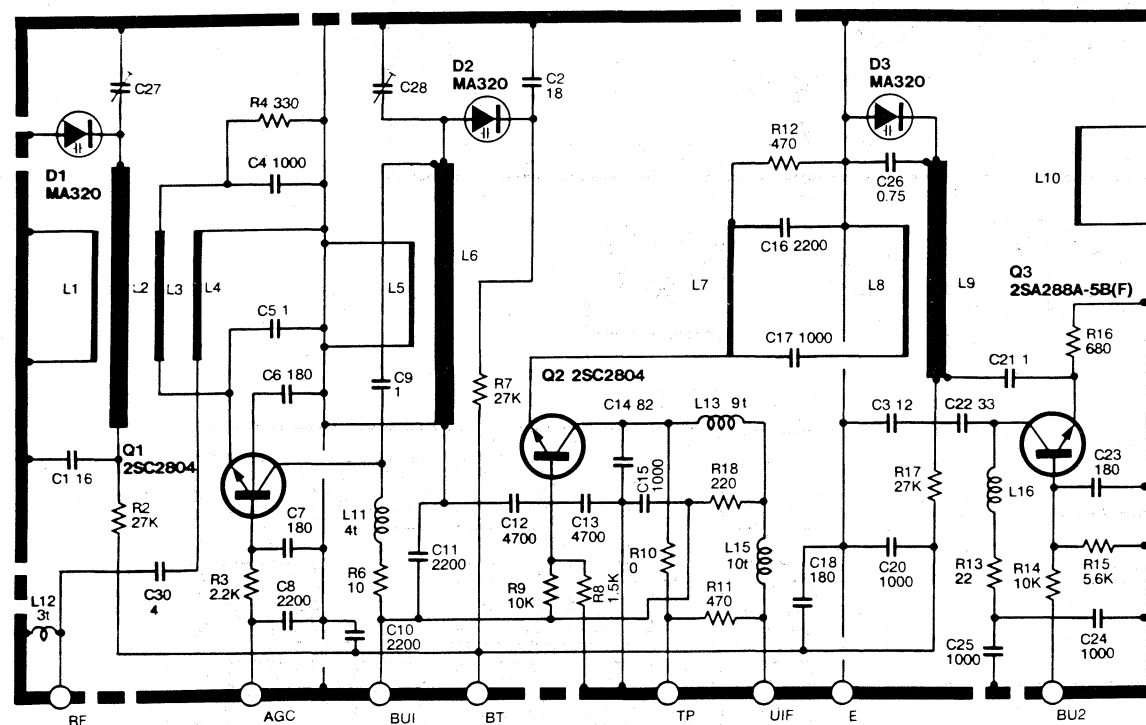 C27
D1
MA320
L1
L2
L3
L4
R4 330
C4 1000
C5 1
C6 180
Q1
2SC2804
C1 16
R2
27K
C7
180
R3
2.2K
C8
2200
C30
4
L12
3t
C28
D2
MA320
C2
18
L5
L6
C9
1
R7
27K
L11
4t
R6
10
C10
2200
C11
2200
C12
4700
C13
4700
Q2 2SC2804
C14 82
C15
1000
R9
10K
R8
1.5K
R10
0
R11
470
L13 9t
R18
220
L15
10t
L7
R12
470
C16 2200
C17 1000
L8
D3
MA320
C26
0.75
L9
C3 12
C22 33
C21 1
R17
27K
C18
180
C20
1000
L10
Q3
2SA288A-5B(F)
R16
680
L16
R13
22
R14
10K
C23
180
R15
5.6K
C24
1000
C25
1000
RF
AGC
BUI
BT
TP
UIF
E
BU2